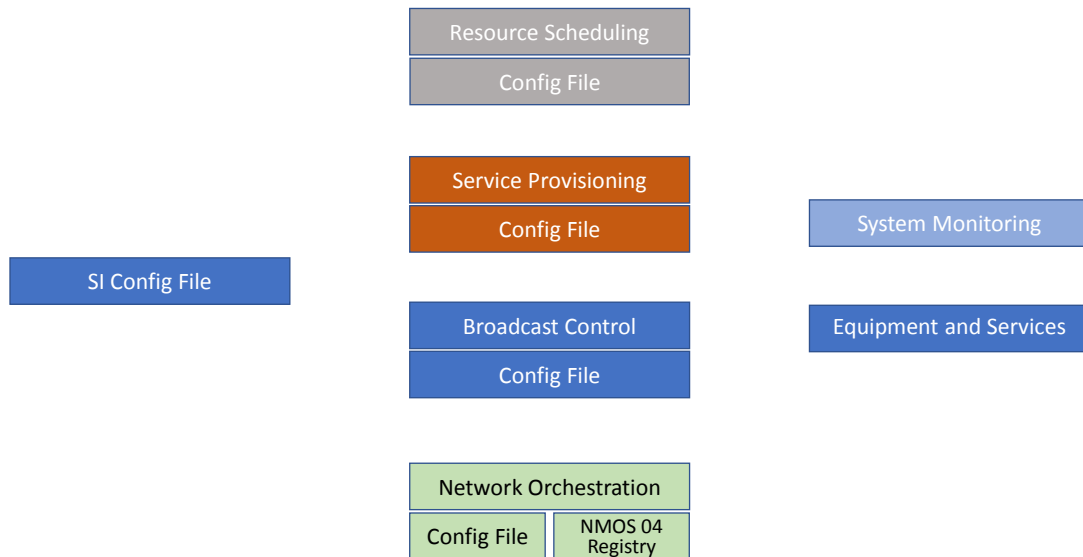 Resource Scheduling
Config File
Service Provisioning
Config File
System Monitoring
SI Config File
Broadcast Control
Equipment and Services
Config File
Network Orchestration
Config File
NMOS 04
Registry